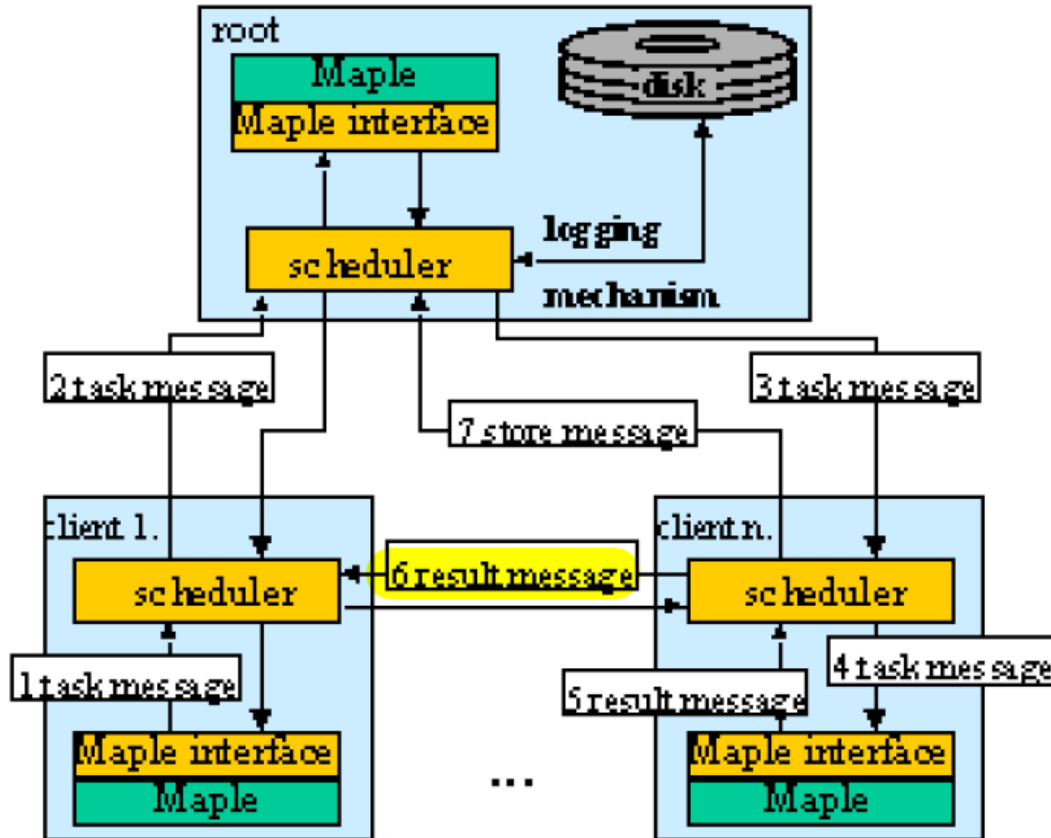 root
Maple
Maple interface
disk
logging
scheduler
mechanism
2 task message
3 task message
7 store message
client 1.
client n.
6 result message
scheduler
scheduler
1 task message
4 task message
5 result message
Maple interface
Maple
...
Maple interface
Maple